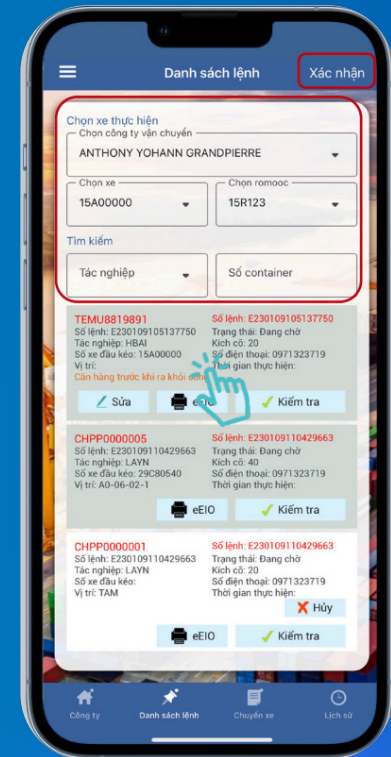 Danh sách lệnh
Xác nhận
Chọn xe thực hiện
Chọn công ty vận chuyển
ANTHONY YOHANN GRANDPIERRE
Chọn xe
Chọn romooc
15A00000
15R123
Tìm kiếm
Tác nghiệp
Số container
TEMU8819891
Số lệnh: E230109105137750
Số lệnh: E230109105137750
Trạng thái: Đang chờ
Tác nghiệp: HBAI
Kích cỡ: 20
Số xe đầu kéo: 15A00000
Số điện thoại: 0971323719
Vị trí:
Thời gian thực hiện:
Cân hàng trước khi ra khỏi
Sửa
Kiểm tra
CHPP0000005
Số lệnh: E230109110429663
Số lệnh: E230109110429663
Trạng thái: Đang chờ
Tác nghiệp: LAYN
Kích cỡ: 40
Số xe đầu kéo: 29C80540
Số điện thoại: 0971323719
Vị trí: A0-06-02-1
Thời gian thực hiện:
eEIO
Kiểm tra
CHPP0000001
Số lệnh: E230109110429663
Số lệnh: E230109110429663
Trạng thái: Đang chờ
Tác nghiệp: LAYN
Kích cỡ: 20
Số xe đầu kéo:
Số điện thoại: 0971323719
Vị trí: TAM
Thời gian thực hiện:
Hủy
eEIO
Kiểm tra
Công ty
Danh sách lệnh
Chuyến xe
Lịch sử